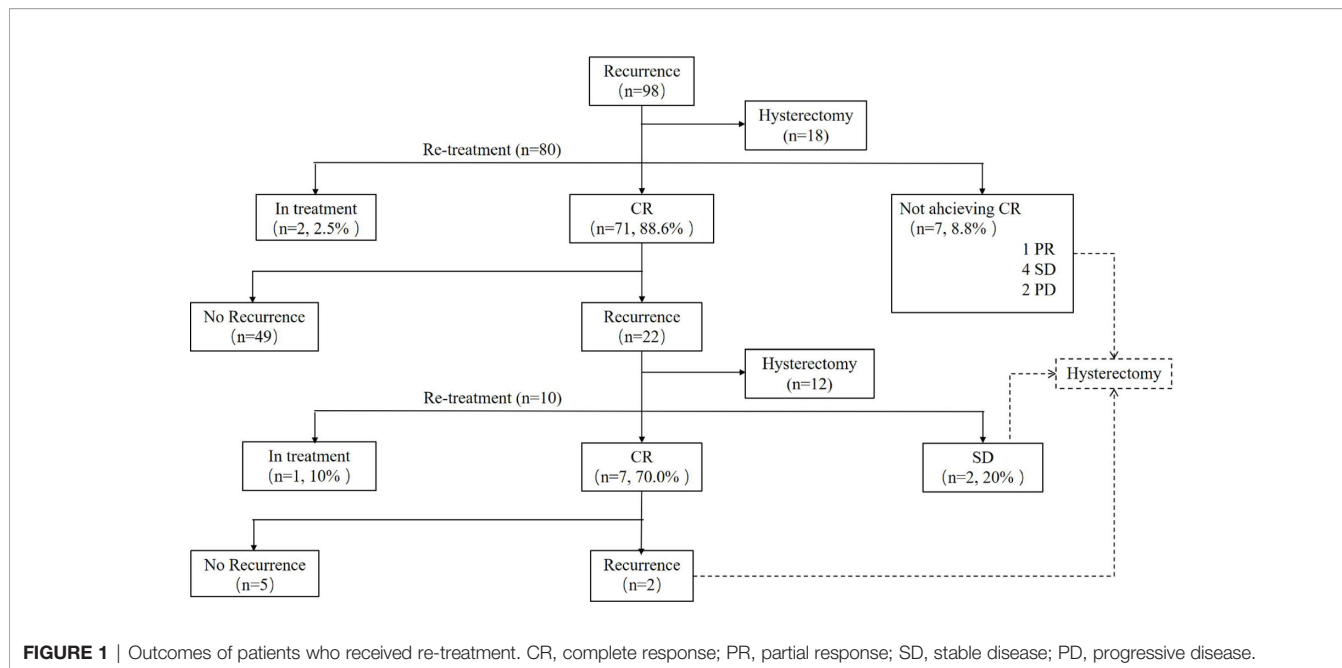 Recurrence
(n=98)
Hysterectomy
(n=18)
Re-treatment (n=80)
In treatment
(n=2, 2.5% )
CR
(n=71, 88.6% )
Not ahcieving CR
(n=7, 8.8% )
1 PR
4 SD
2 PD
No Recurrence
(n=49)
Recurrence
(n=22)
Hysterectomy
(n=12)
Hysterectomy
Re-treatment (n=10)
In treatment
(n=1, 10% )
CR
(n=7, 70.0% )
SD
(n=2, 20% )
No Recurrence
(n=5)
Recurrence
(n=2)
FIGURE 1 | Outcomes of patients who received re-treatment. CR, complete response; PR, partial response; SD, stable disease; PD, progressive disease.